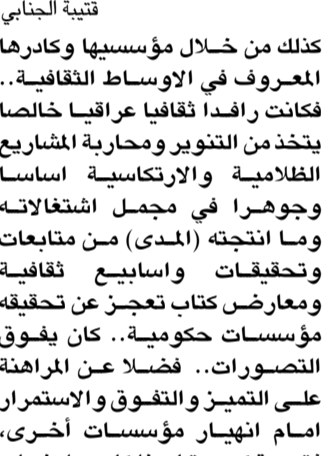 قتيبة الجنابي
كذلك من خلال مؤسسيها وكادرها
المعروف في الاوساط الثقافية..
فكانت رافدا ثقافيا عراقيا خالصا
يتخذ من التنوير ومحاربة المشاريع
الظلامية والارتكاسية اساسا
وجوهرا في مجمل اشتغالاته
وما انتجته (المدى) من متابعات
وتحقيقات واسابيع ثقافية
ومعارض كتاب تعجز عن تحقيقه
مؤسسات حكومية.. كان يفوق
التصورات.. فضلا عن المراهنة
على التميز والتفوق والاستمرار
امام انهيار مؤسسات أخرى،